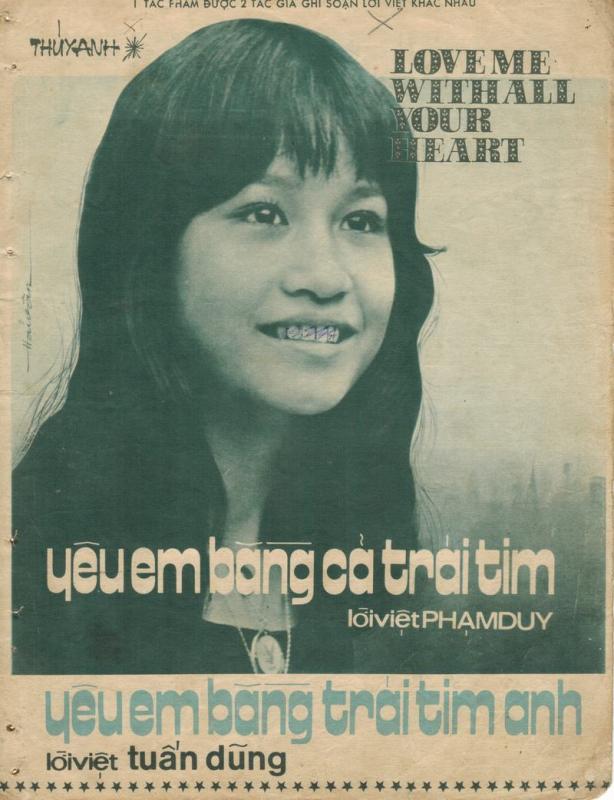 1 TÁC PHẨM ĐƯỢC 2 TÁC GIẢ GHI SOẠN LỜI VIỆT KHÁC NHAU
THÚYANH
LOVE ME
WITH ALL
YOUR
HEART
yêu em bằng cả trái tim
lời việt PHẠM DUY
yêu em bằng trái tim anh
lời việt tuấn dũng